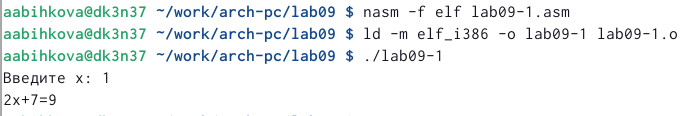 aabihkova@dk3n37 ~/work/arch-pc/lab09 $ nasm -f elf lab09-1.asm
aabihkova@dk3n37 ~/work/arch-pc/lab09 $ ld -m elf_i386 -o lab09-1 lab09-1.o
aabihkova@dk3n37 ~/work/arch-pc/lab09 $ ./lab09-1
Введите x: 1
2x+7=9